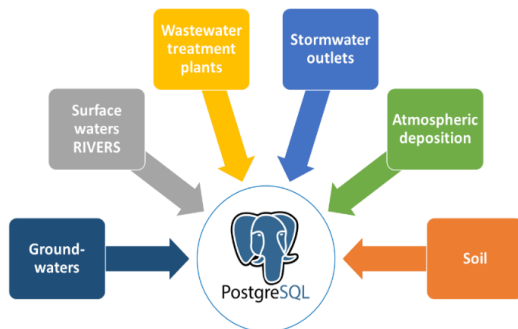 Wastewater
treatment
plants
Stormwater
outlets
Surface
waters
RIVERS
Atmospheric
deposition
Ground-
waters
Soil
PostgreSQL